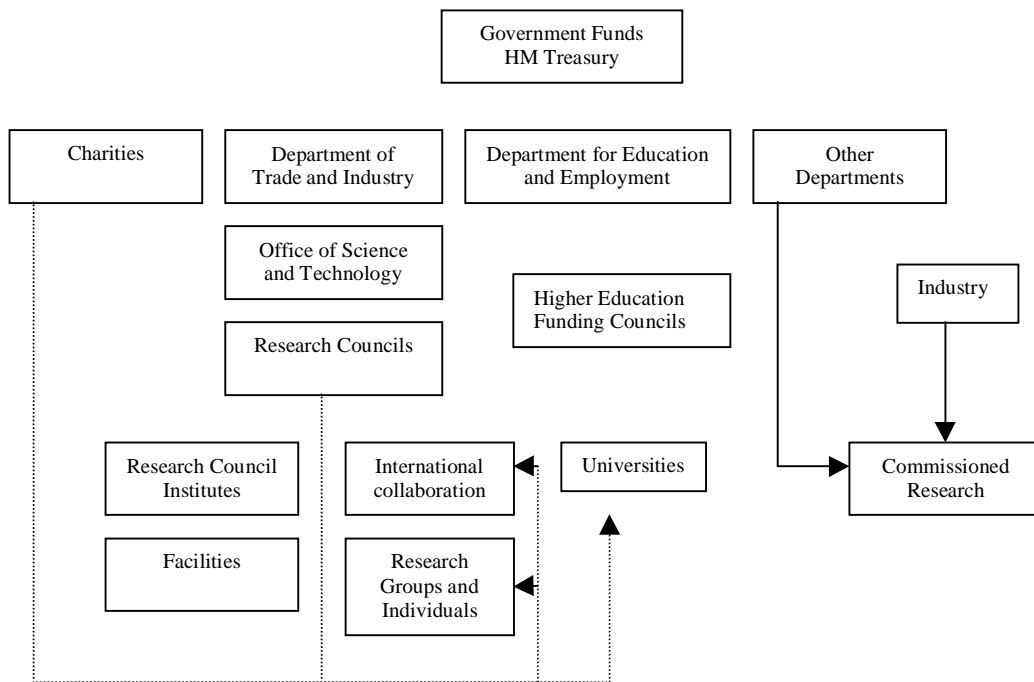 Government Funds
HM Treasury
Charities
Department of
Trade and Industry
Department for Education
and Employment
Other
Departments
Office of Science
and Technology
Higher Education
Funding Councils
Industry
Research Councils
Research Council
Institutes
International
collaboration
Universities
Commissioned
Research
Facilities
Research
Groups and
Individuals